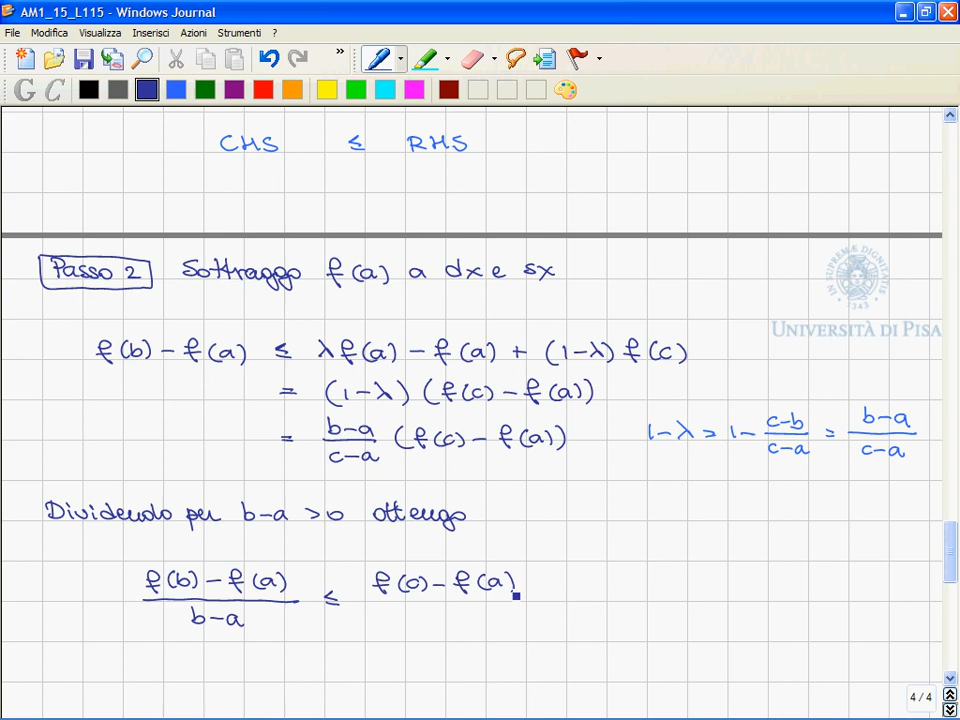 AM1_15_L115 - Windows Journal
File Modifica Visualizza Inserisci Azioni Strumenti ?
G C
CHS ≤ RHS
Passo 2 Sottraggo f(a) a dx e sx
UNIVERSITÀ DI PISA
f(b) - f(a) ≤ λf(a) - f(a) + (1-λ) f(c)
= (1-λ) (f(c) - f(a))
= b-a/c-a (f(c) - f(a)) 1-λ = 1 - c-b/c-a = b-a/c-a
Dividendo per b-a > 0 ottengo
f(b) - f(a)/b-a ≤ f(c) - f(a)
4 / 4